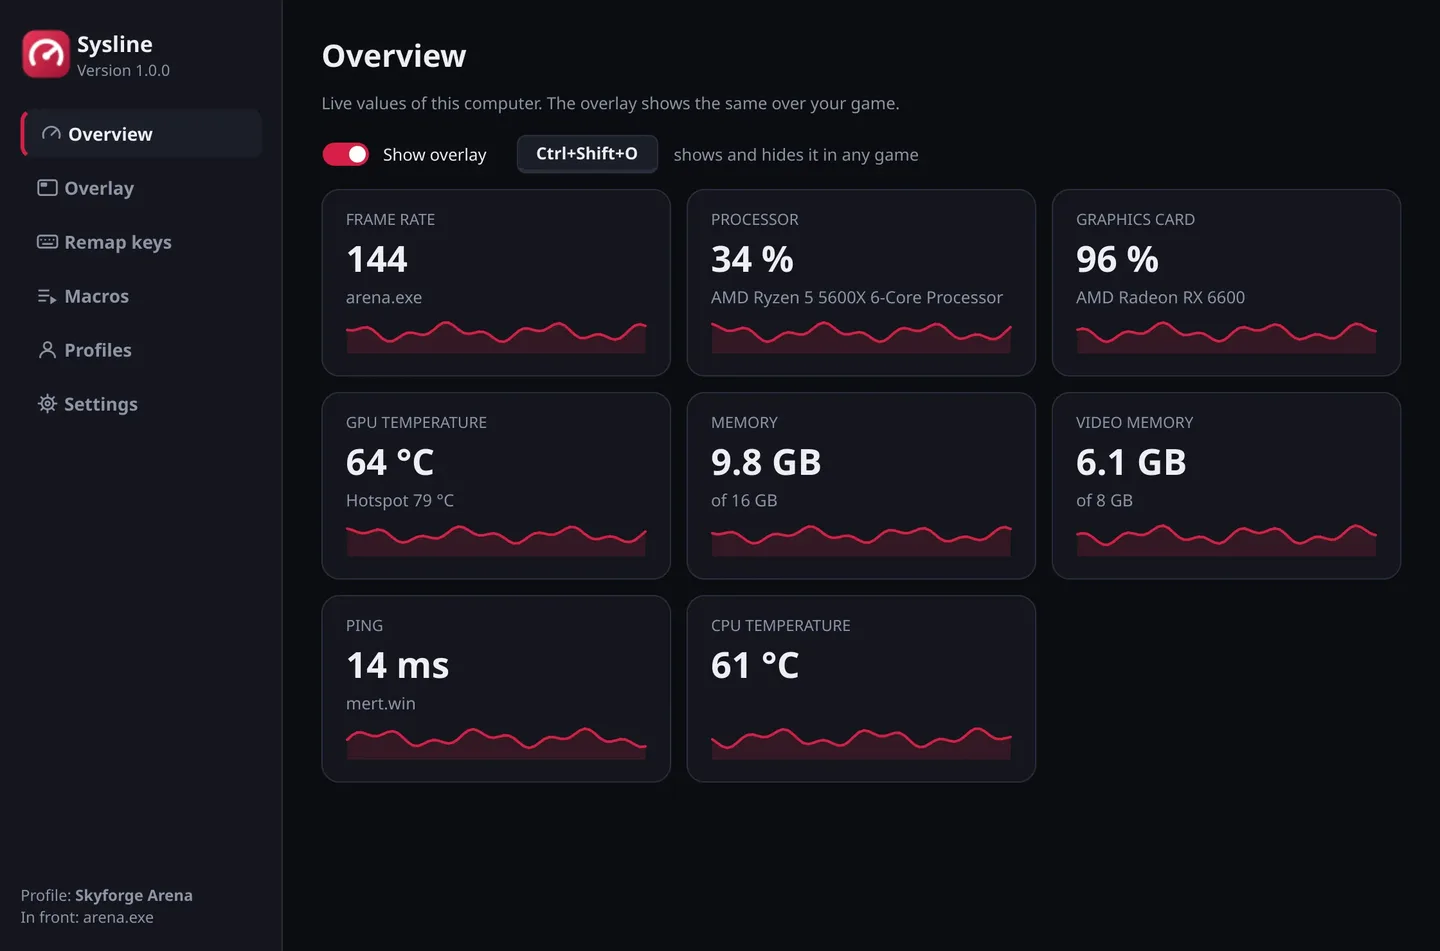 Sysline
Version 1.0.0
Overview
Overlay
Remap keys
Macros
Profiles
Settings
Profile: Skyforge Arena
In front: arena.exe
Overview
Live values of this computer. The overlay shows the same over your game.
Show overlay
Ctrl+Shift+O
shows and hides it in any game
FRAME RATE
144
arena.exe
PROCESSOR
34 %
AMD Ryzen 5 5600X 6-Core Processor
GRAPHICS CARD
96 %
AMD Radeon RX 6600
GPU TEMPERATURE
64 °C
Hotspot 79 °C
MEMORY
9.8 GB
of 16 GB
VIDEO MEMORY
6.1 GB
of 8 GB
PING
14 ms
mert.win
CPU TEMPERATURE
61 °C